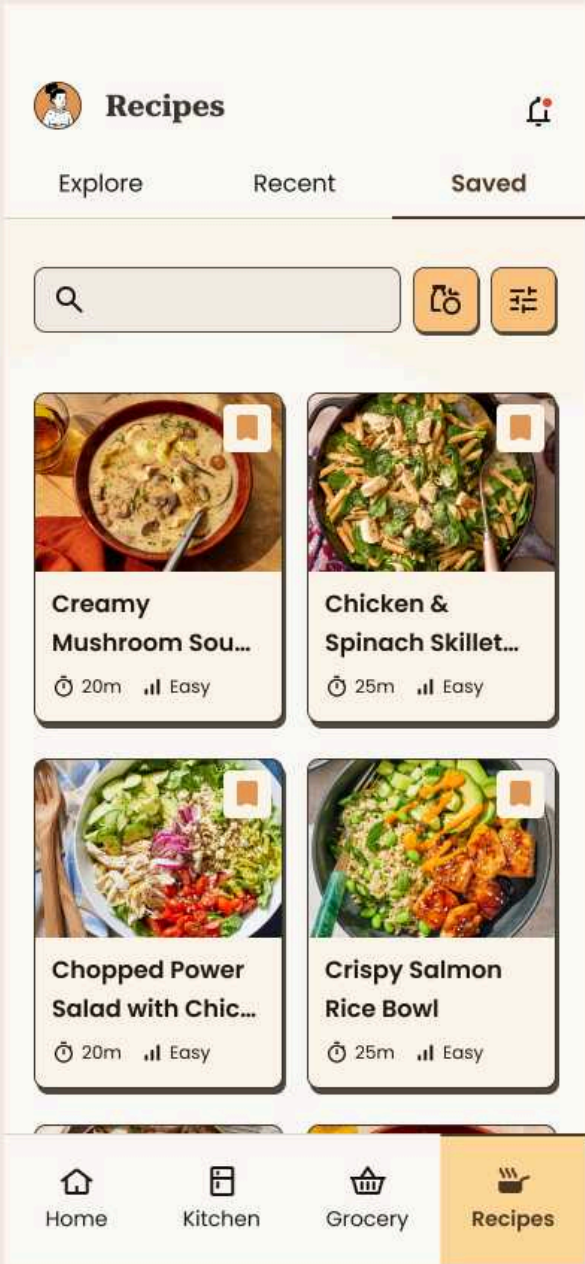 Recipes
Explore Recent Saved
Creamy
Mushroom Sou...
20m Easy
Chicken &
Spinach Skillet...
25m Easy
Chopped Power
Salad with Chic...
20m Easy
Crispy Salmon
Rice Bowl
25m Easy
Home Kitchen Grocery Recipes